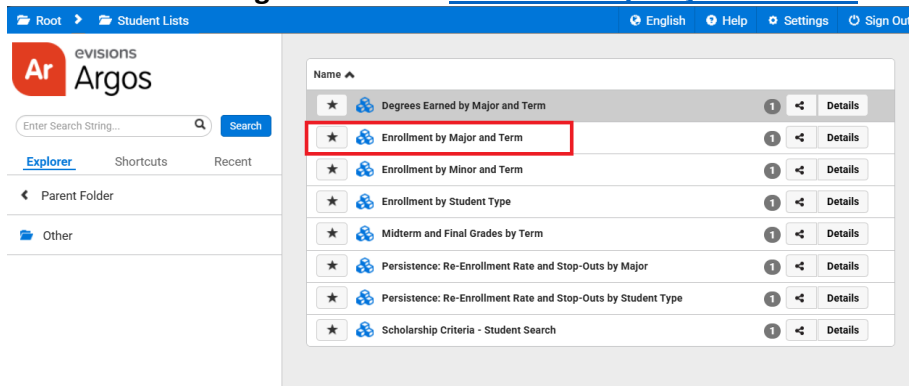 Root Student Lists English Help Settings Sign Out
Ar evisions Argos
Enter Search String... Search
Explorer Shortcuts Recent
Parent Folder
Other
Name
Degrees Earned by Major and Term 1 Details
Enrollment by Major and Term 1 Details
Enrollment by Minor and Term 1 Details
Enrollment by Student Type 1 Details
Midterm and Final Grades by Term 1 Details
Persistence: Re-Enrollment Rate and Stop-Outs by Major 1 Details
Persistence: Re-Enrollment Rate and Stop-Outs by Student Type 1 Details
Scholarship Criteria - Student Search 1 Details